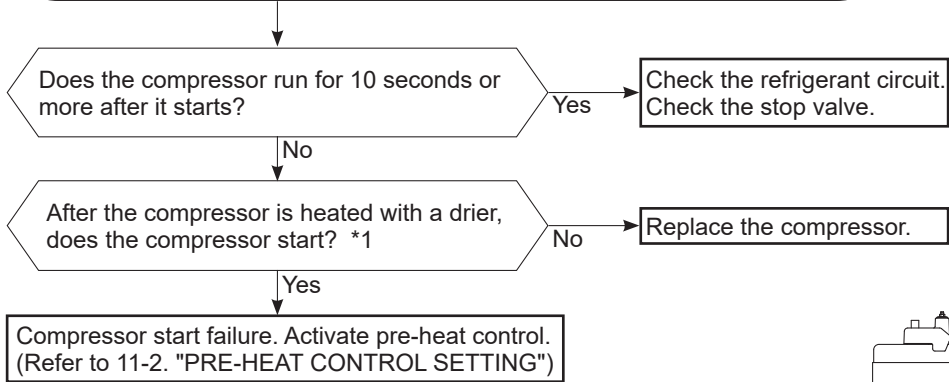 Does the compressor run for 10 seconds or
more after it starts?
Yes
Check the refrigerant circuit.
Check the stop valve.
No
After the compressor is heated with a drier,
does the compressor start? *1
No
Replace the compressor.
Yes
Compressor start failure. Activate pre-heat control.
(Refer to 11-2. "PRE-HEAT CONTROL SETTING")